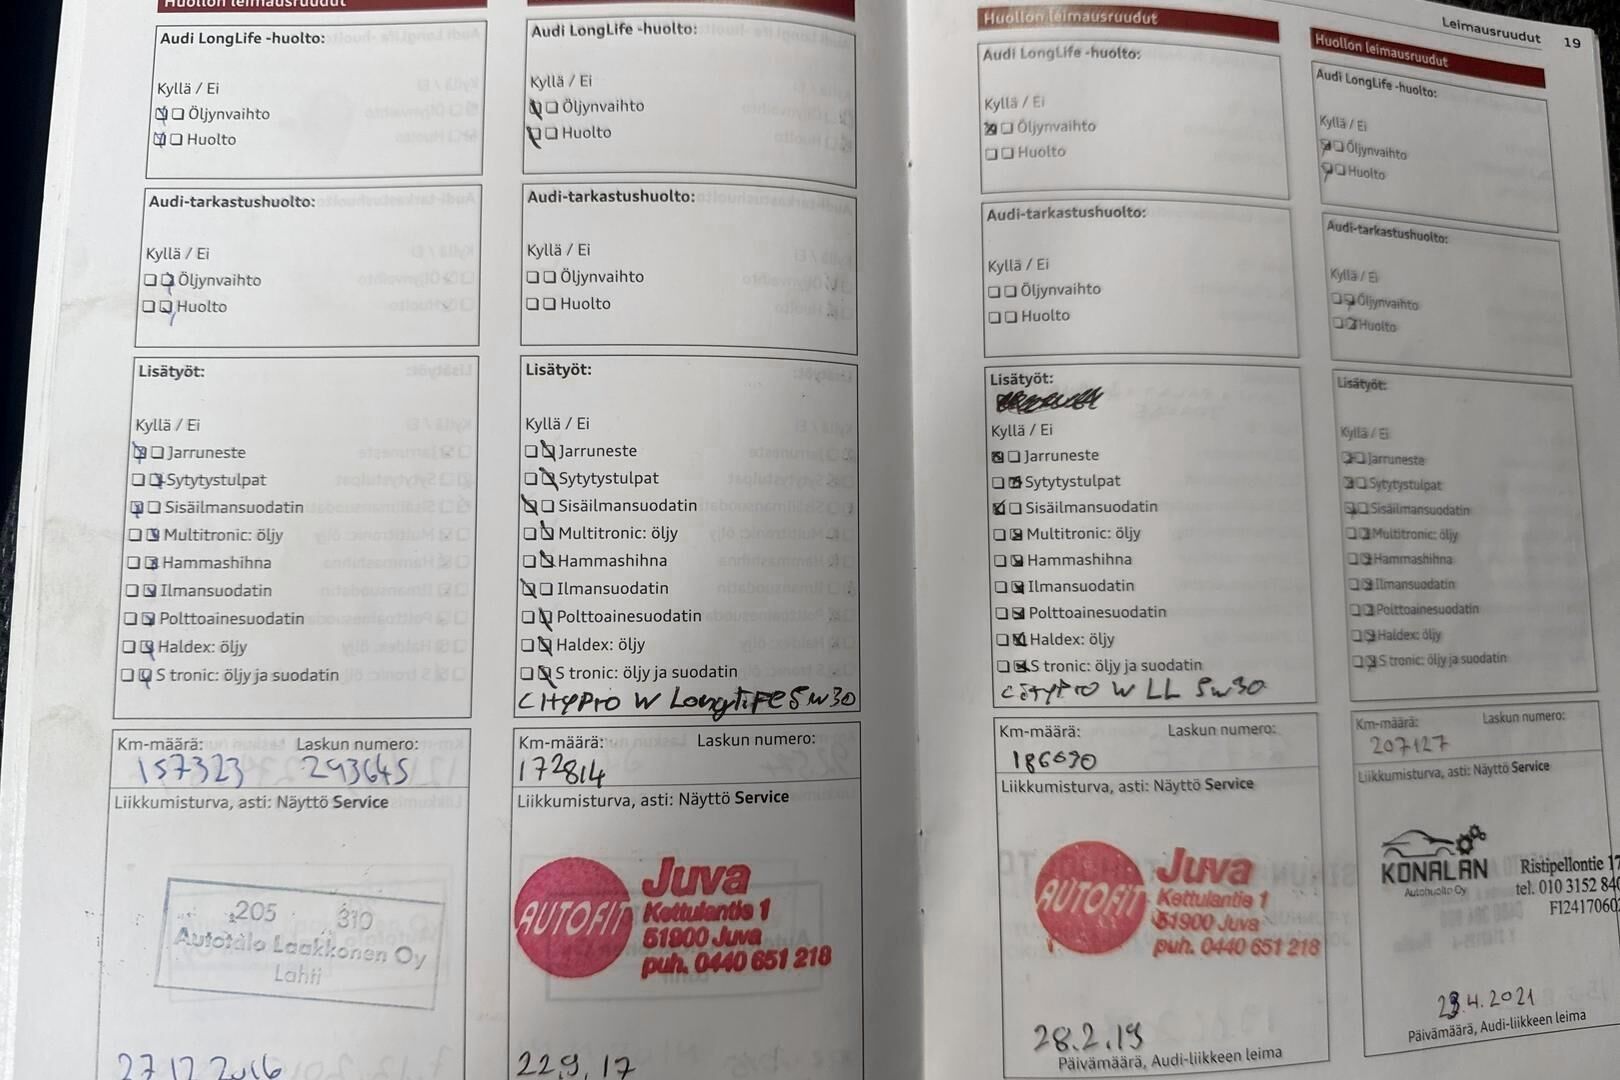 Huollon leimausruudut
Audi LongLife -huolto:
Kyllä / Ei
Öljynvaihto
Huolto
Audi-tarkastushuolto:
Kyllä / Ei
Öljynvaihto
Huolto
Lisätyöt:
Kyllä / Ei
Jarruneste
Sytytystulpat
Sisäilmansuodatin
Multitronic: öljy
Hammashihna
Ilmansuodatin
Polttoainesuodatin
Haldex: öljy
S tronic: öljy ja suodatin
Km-määrä: Laskun numero:
157323 293645
Liikkumisturva, asti: Näyttö Service
205 310
Autotalo Laakkonen Oy
Lahti
27.12.2016
Audi LongLife -huolto:
Kyllä / Ei
Öljynvaihto
Huolto
Audi-tarkastushuolto:
Kyllä / Ei
Öljynvaihto
Huolto
Lisätyöt:
Kyllä / Ei
Jarruneste
Sytytystulpat
Sisäilmansuodatin
Multitronic: öljy
Hammashihna
Ilmansuodatin
Polttoainesuodatin
Haldex: öljy
S tronic: öljy ja suodatin
CityPro W LongLiFe 5w30
Km-määrä: Laskun numero:
172814
Liikkumisturva, asti: Näyttö Service
AUTOFIT
Juva
Kettulantie 1
51900 Juva
puh. 0440 651 218
22.9.17
Huollon leimausruudut
Audi LongLife -huolto:
Kyllä / Ei
Öljynvaihto
Huolto
Audi-tarkastushuolto:
Kyllä / Ei
Öljynvaihto
Huolto
Lisätyöt:
Kyllä / Ei
Jarruneste
Sytytystulpat
Sisäilmansuodatin
Multitronic: öljy
Hammashihna
Ilmansuodatin
Polttoainesuodatin
Haldex: öljy
S tronic: öljy ja suodatin
CityPro W LL 5w30
Km-määrä: Laskun numero:
186690
Liikkumisturva, asti: Näyttö Service
AUTOFIT
Juva
Kettulantie 1
51900 Juva
puh. 0440 651 218
28.2.19
Päivämäärä, Audi-liikkeen leima
Leimausruudut 19
Huollon leimausruudut
Audi LongLife -huolto:
Kyllä / Ei
Öljynvaihto
Huolto
Audi-tarkastushuolto:
Kyllä / Ei
Öljynvaihto
Huolto
Lisätyöt:
Kyllä / Ei
Jarruneste
Sytytystulpat
Sisäilmansuodatin
Multitronic: öljy
Hammashihna
Ilmansuodatin
Polttoainesuodatin
Haldex: öljy
S tronic: öljy ja suodatin
Km-määrä: Laskun numero:
207127
Liikkumisturva, asti: Näyttö Service
KONALAN
Autohuolto Oy
Ristipellontie 17
tel. 010 3152 840
FI2417060
23.4.2021
Päivämäärä, Audi-liikkeen leima